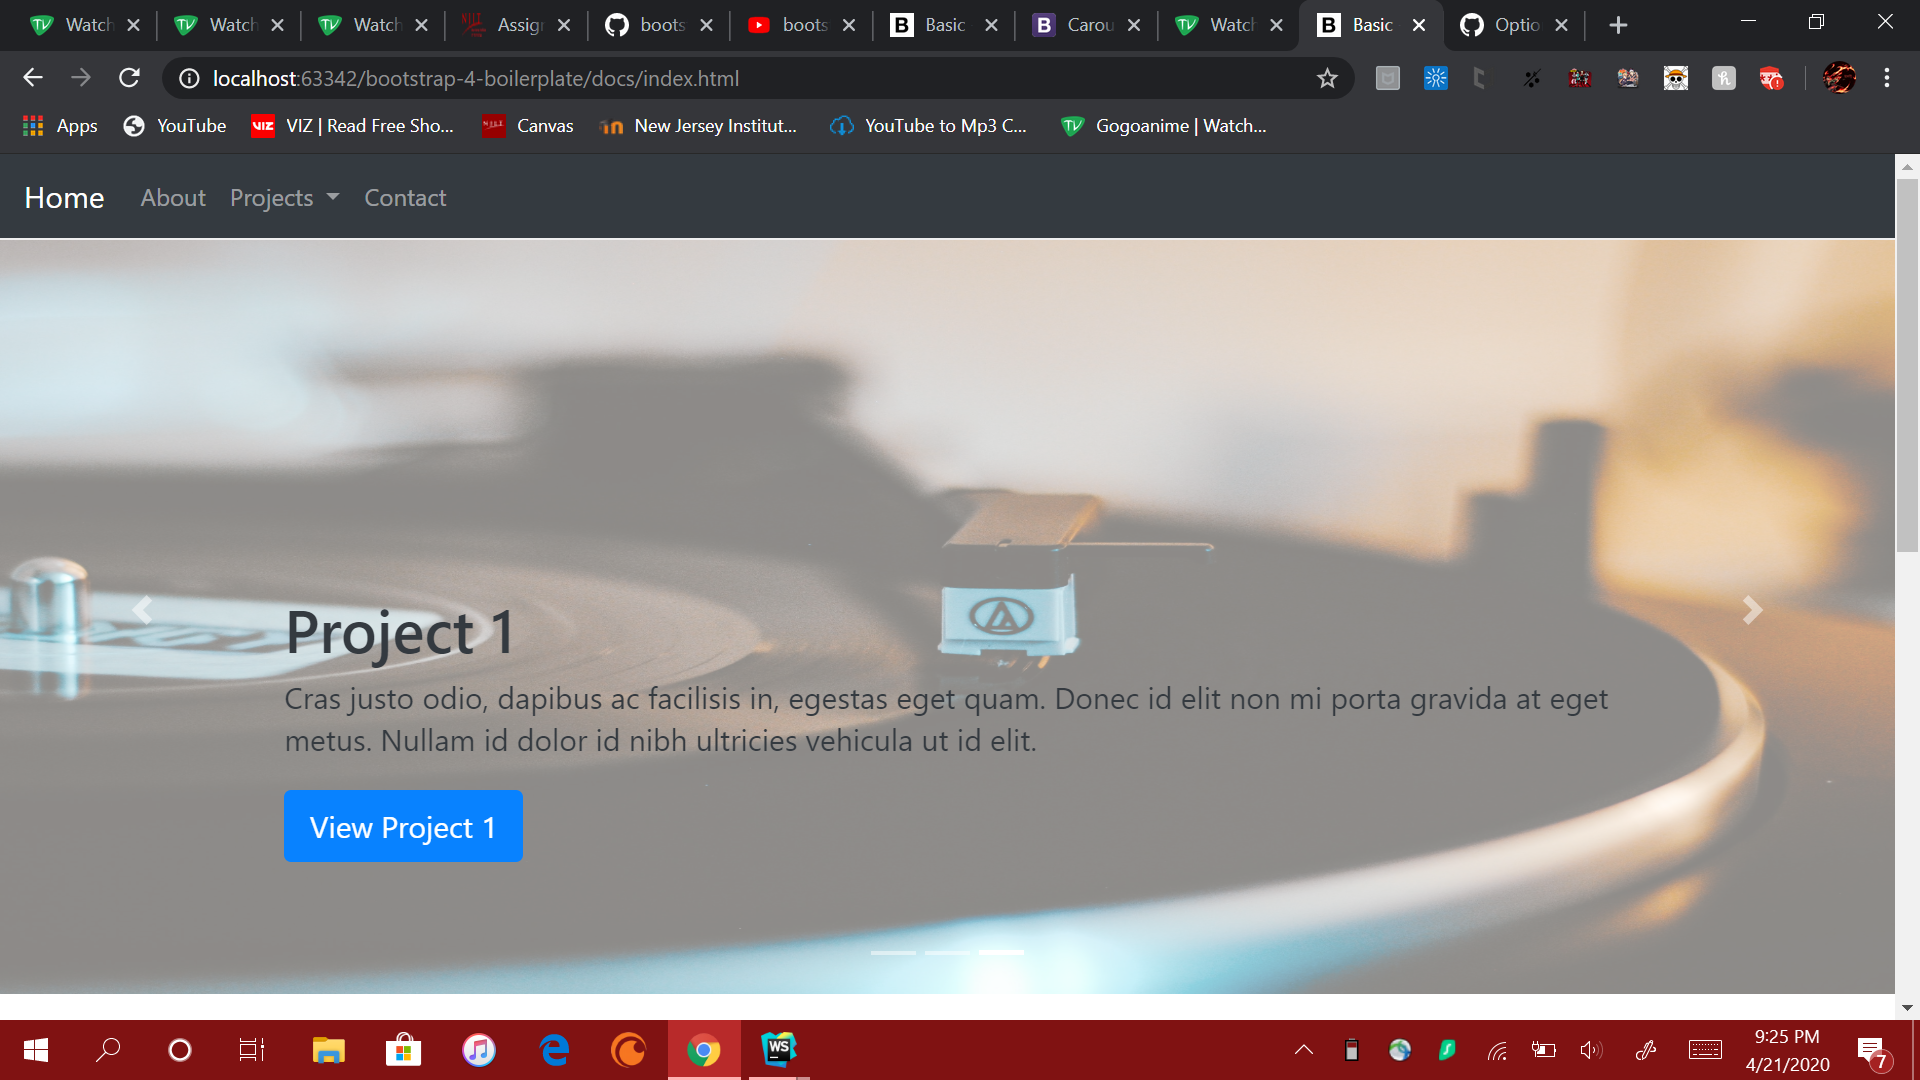 Watch
Watch
Watch
Assig
boots
boots
Basic
Carou
Watch
Basic
Optio
localhost:63342/bootstrap-4-boilerplate/docs/index.html
Apps
YouTube
VIZ | Read Free Sho...
Canvas
New Jersey Institut...
YouTube to Mp3 C...
Gogoanime | Watch...
Home
About
Projects
Contact
Project 1
Cras justo odio, dapibus ac facilisis in, egestas eget quam. Donec id elit non mi porta gravida at eget
metus. Nullam id dolor id nibh ultricies vehicula ut id elit.
View Project 1
WS
9:25 PM
4/21/2020
7